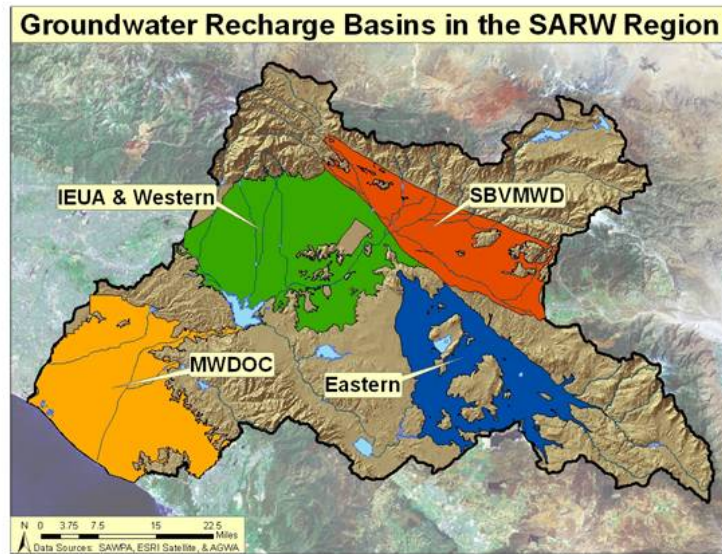 Groundwater Recharge Basins in the SARW Region
IEUA & Western
SBVMWD
MWDOC
Eastern
N 0 3.75 7.5 15 22.5
Miles
Data Sources: SAWPA, ESRI Satellite, & AGWA